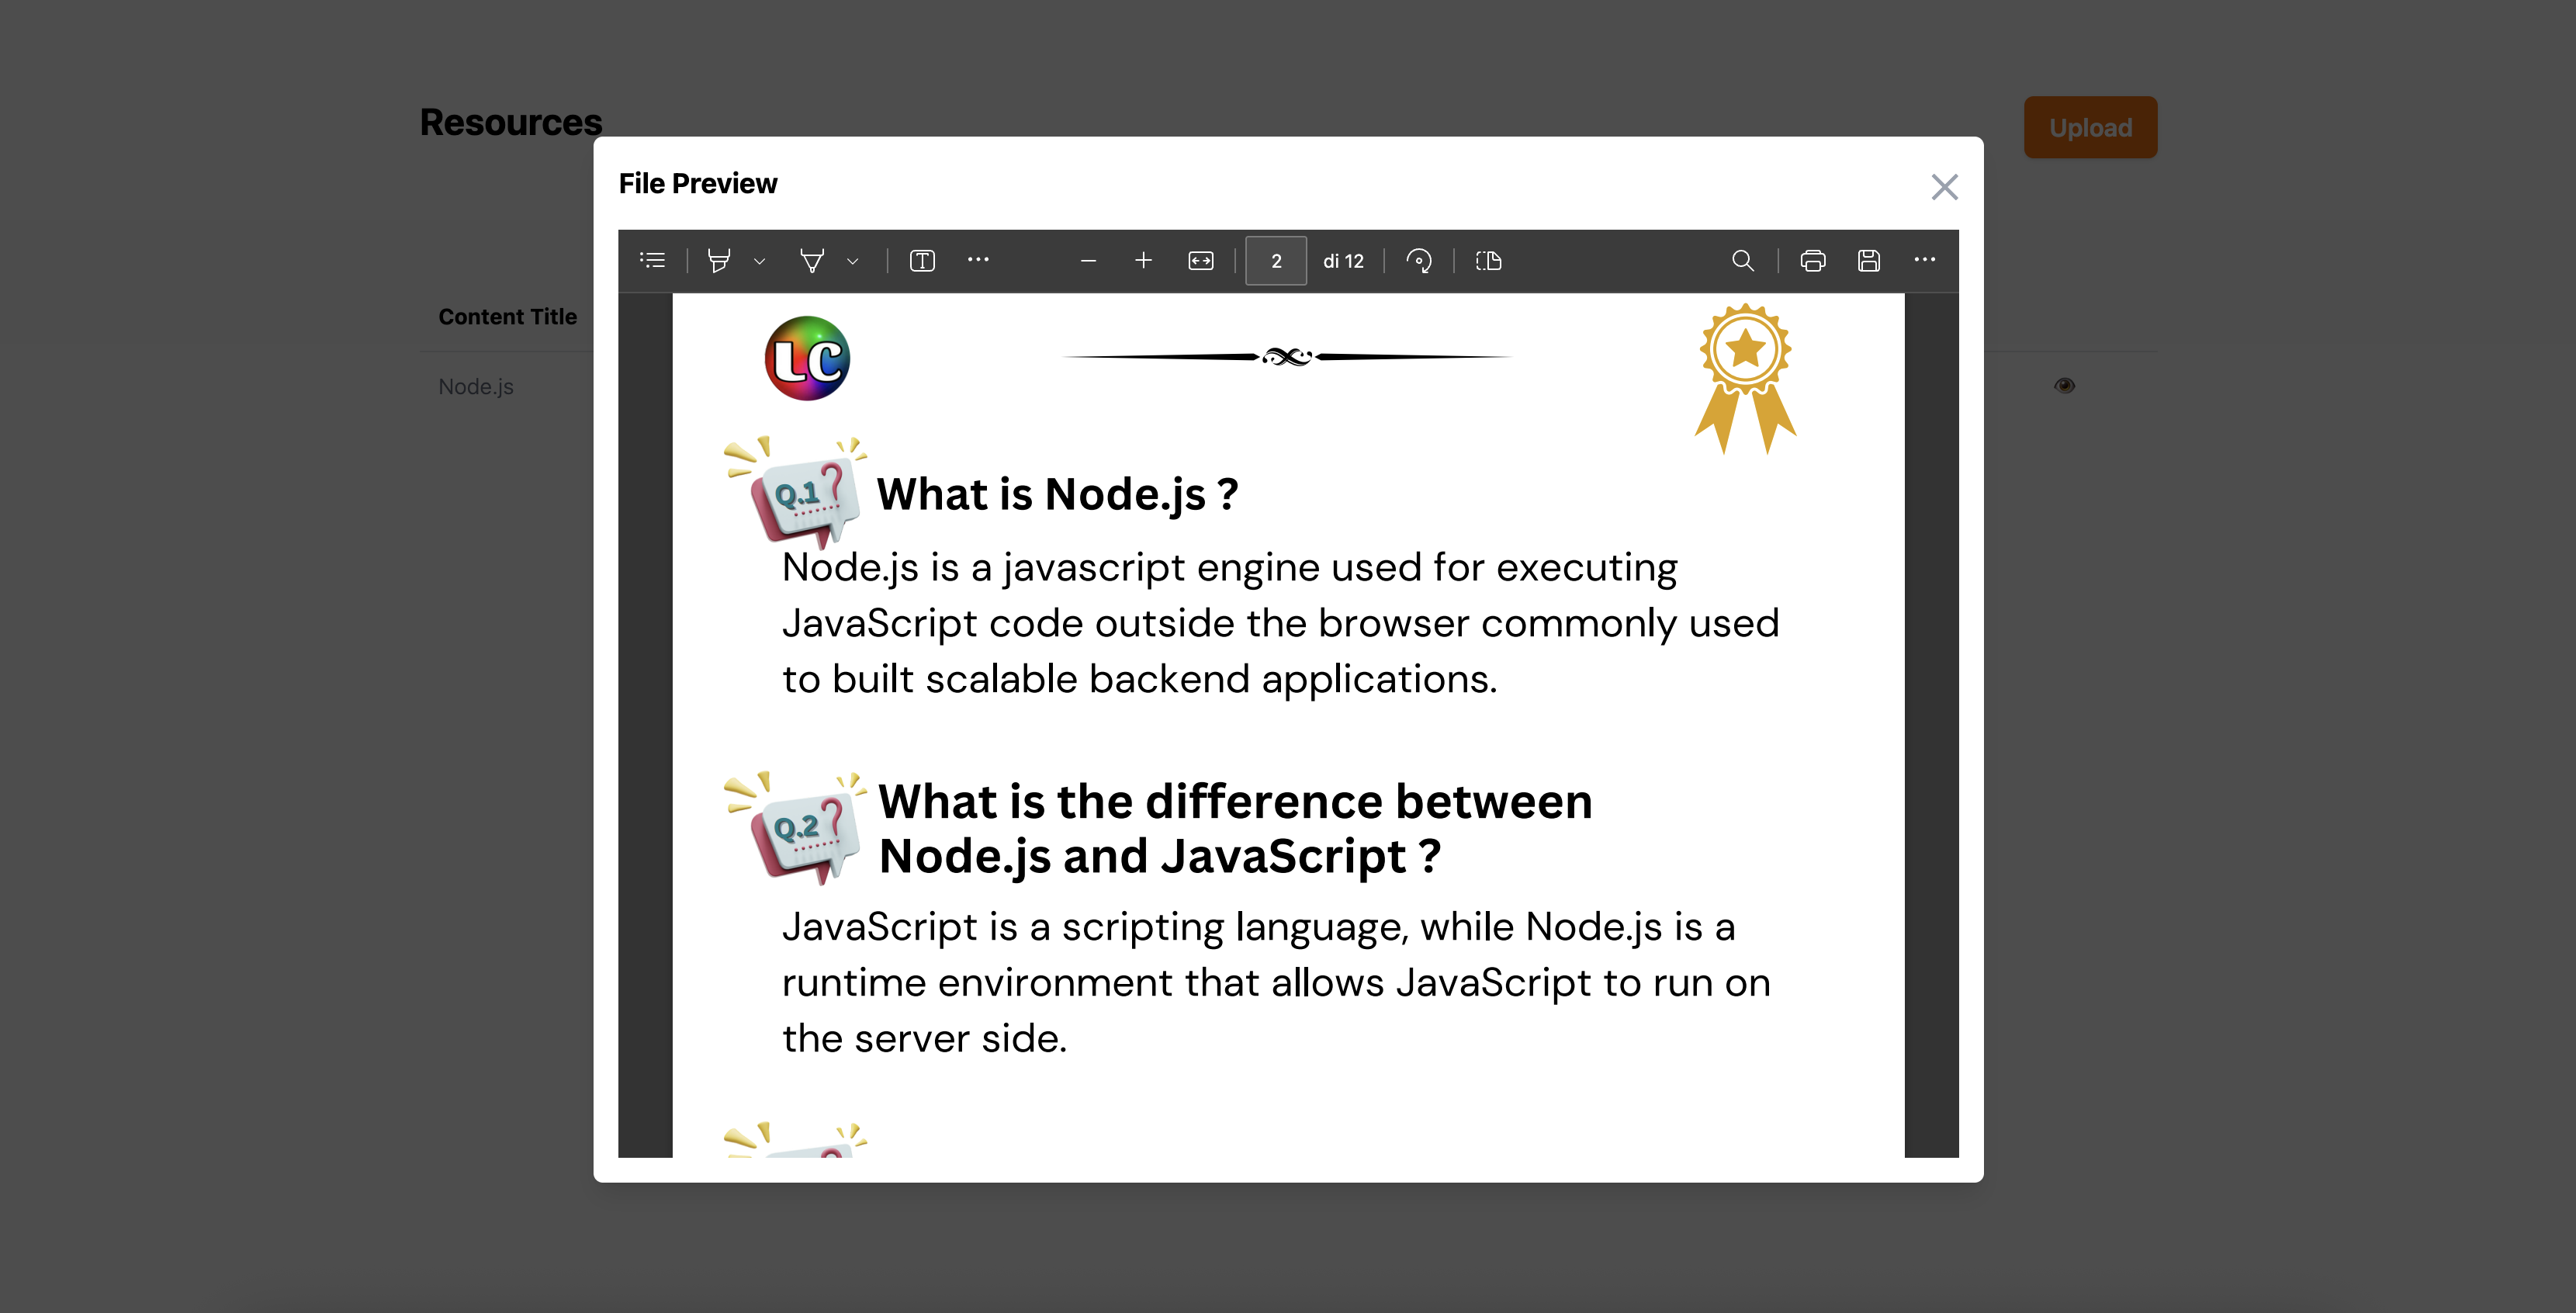 Resources
Upload
File Preview
2 di 12
Content Title
Node.js
LC
Q.1 ?
What is Node.js ?
Node.js is a javascript engine used for executing
JavaScript code outside the browser commonly used
to built scalable backend applications.
Q.2 ?
What is the difference between
Node.js and JavaScript ?
JavaScript is a scripting language, while Node.js is a
runtime environment that allows JavaScript to run on
the server side.